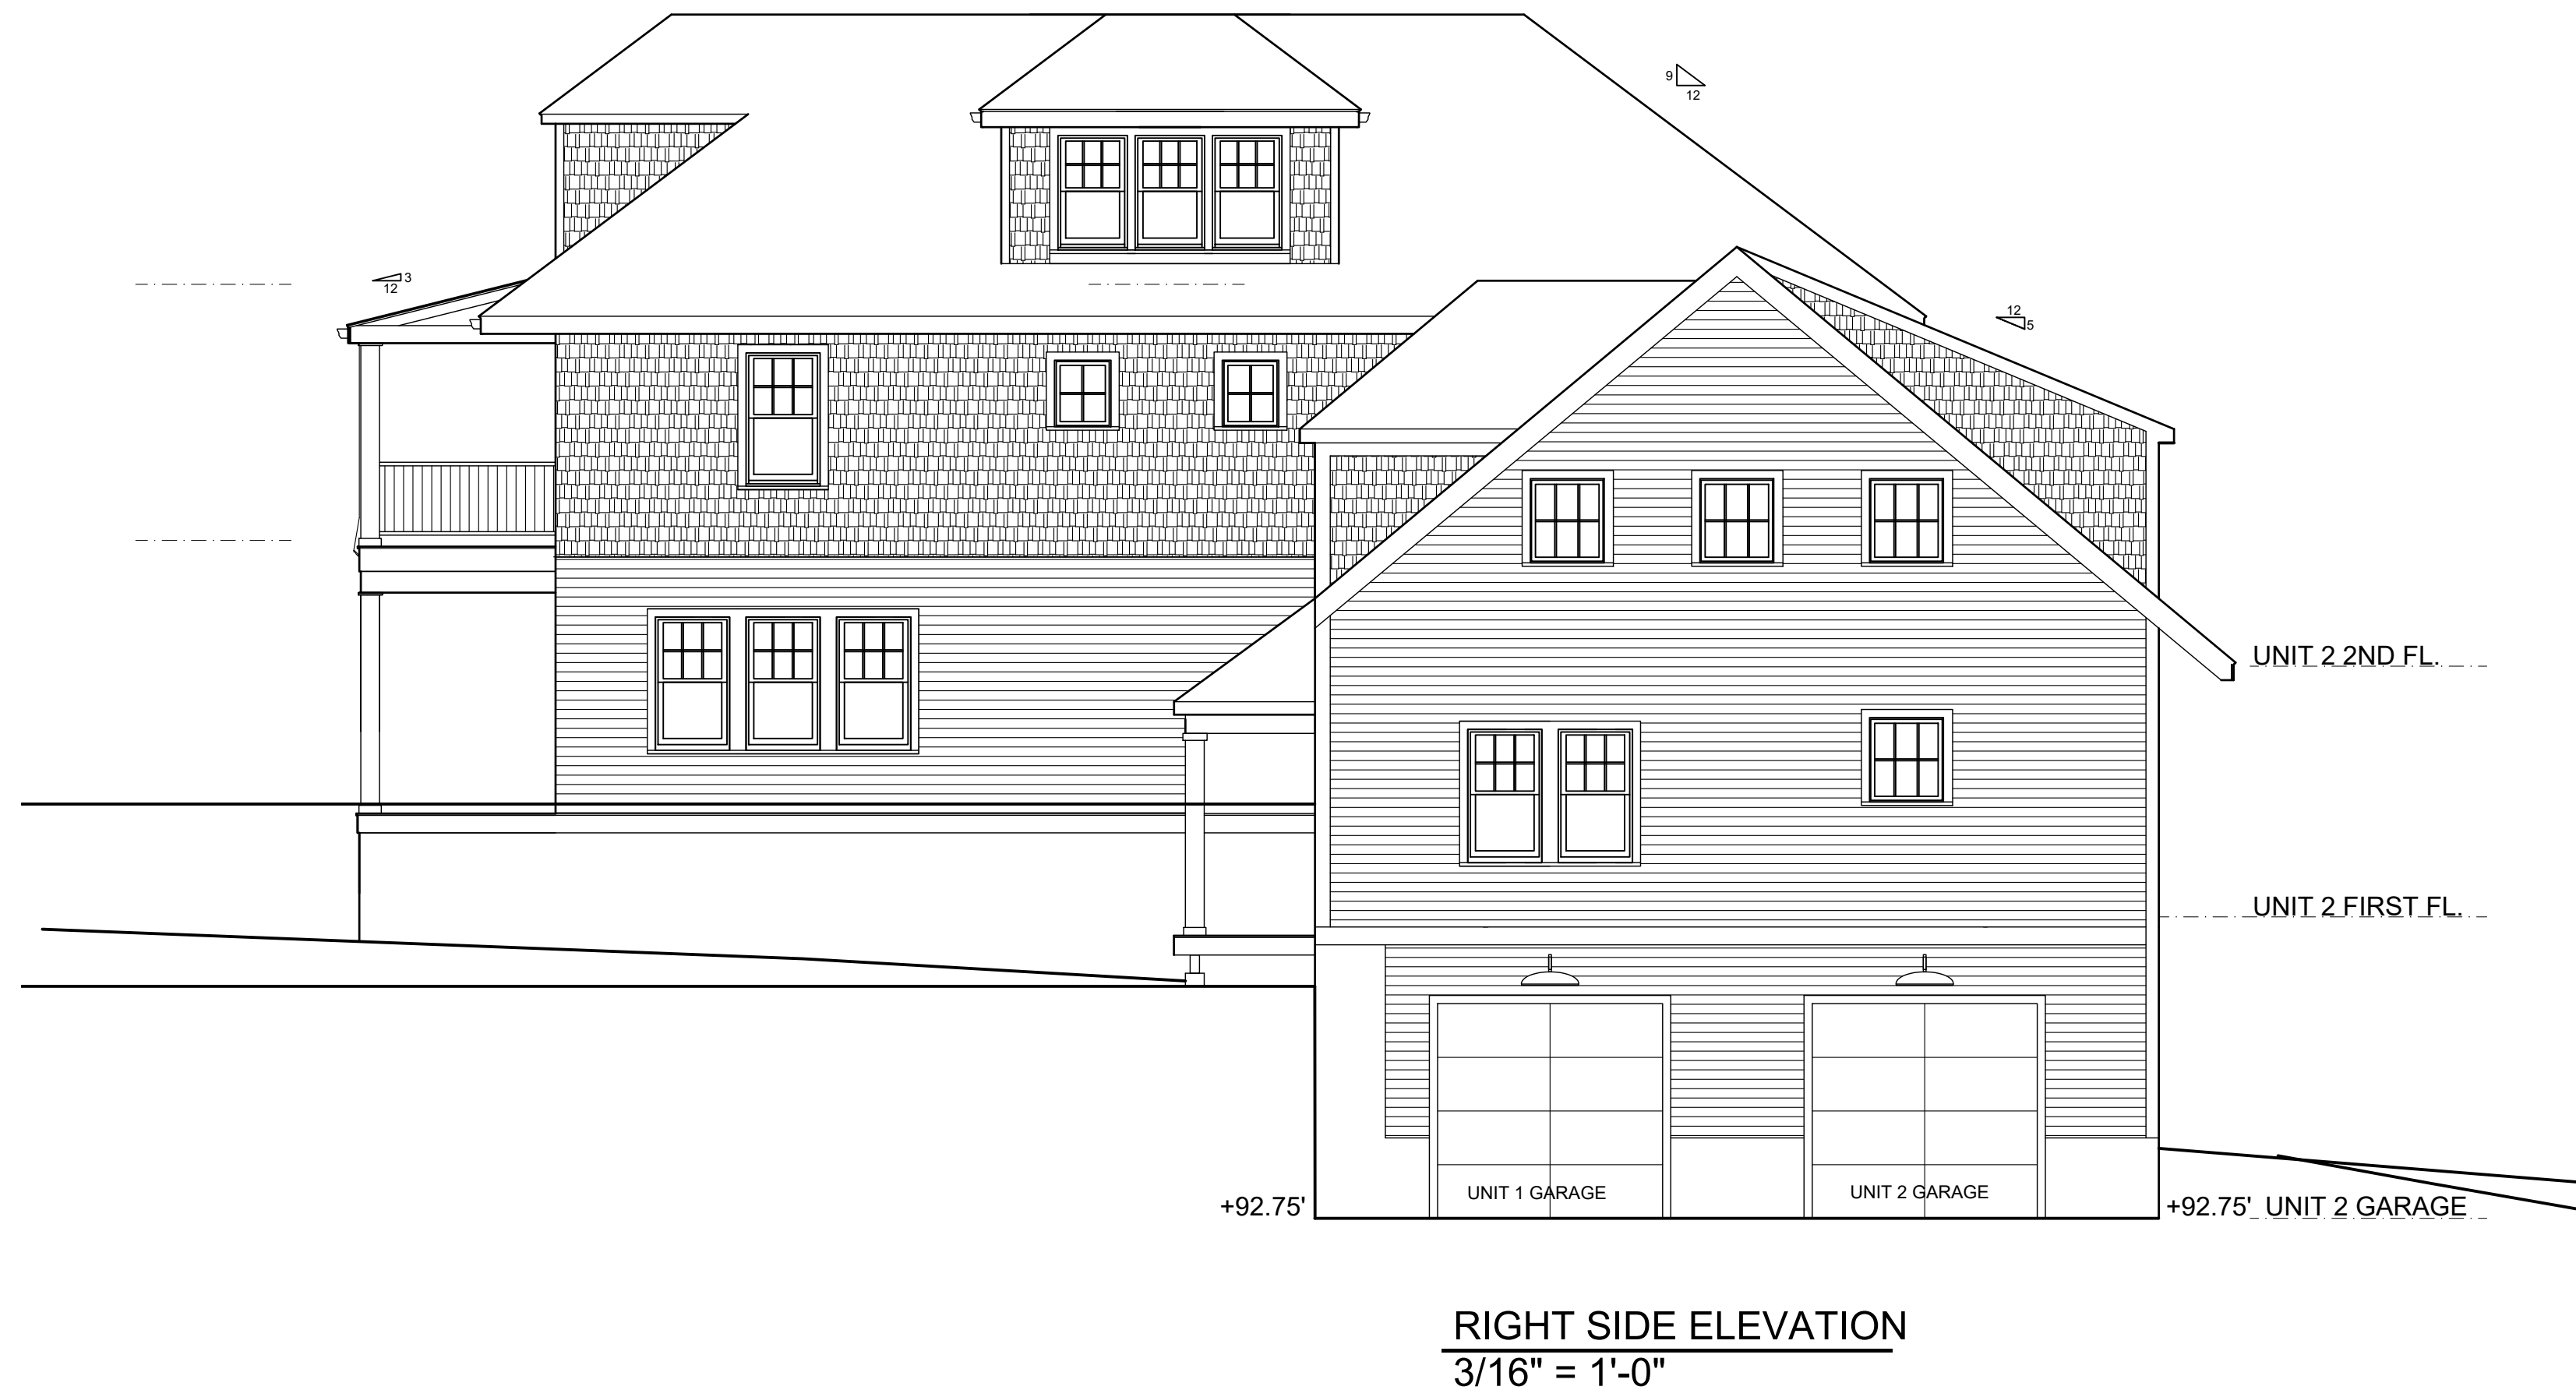 9
12
3
12
12
5
UNIT 2 2ND FL.
UNIT 2 FIRST FL.
UNIT 1 GARAGE
UNIT 2 GARAGE
+92.75'
+92.75' UNIT 2 GARAGE
RIGHT SIDE ELEVATION
3/16" = 1'-0"